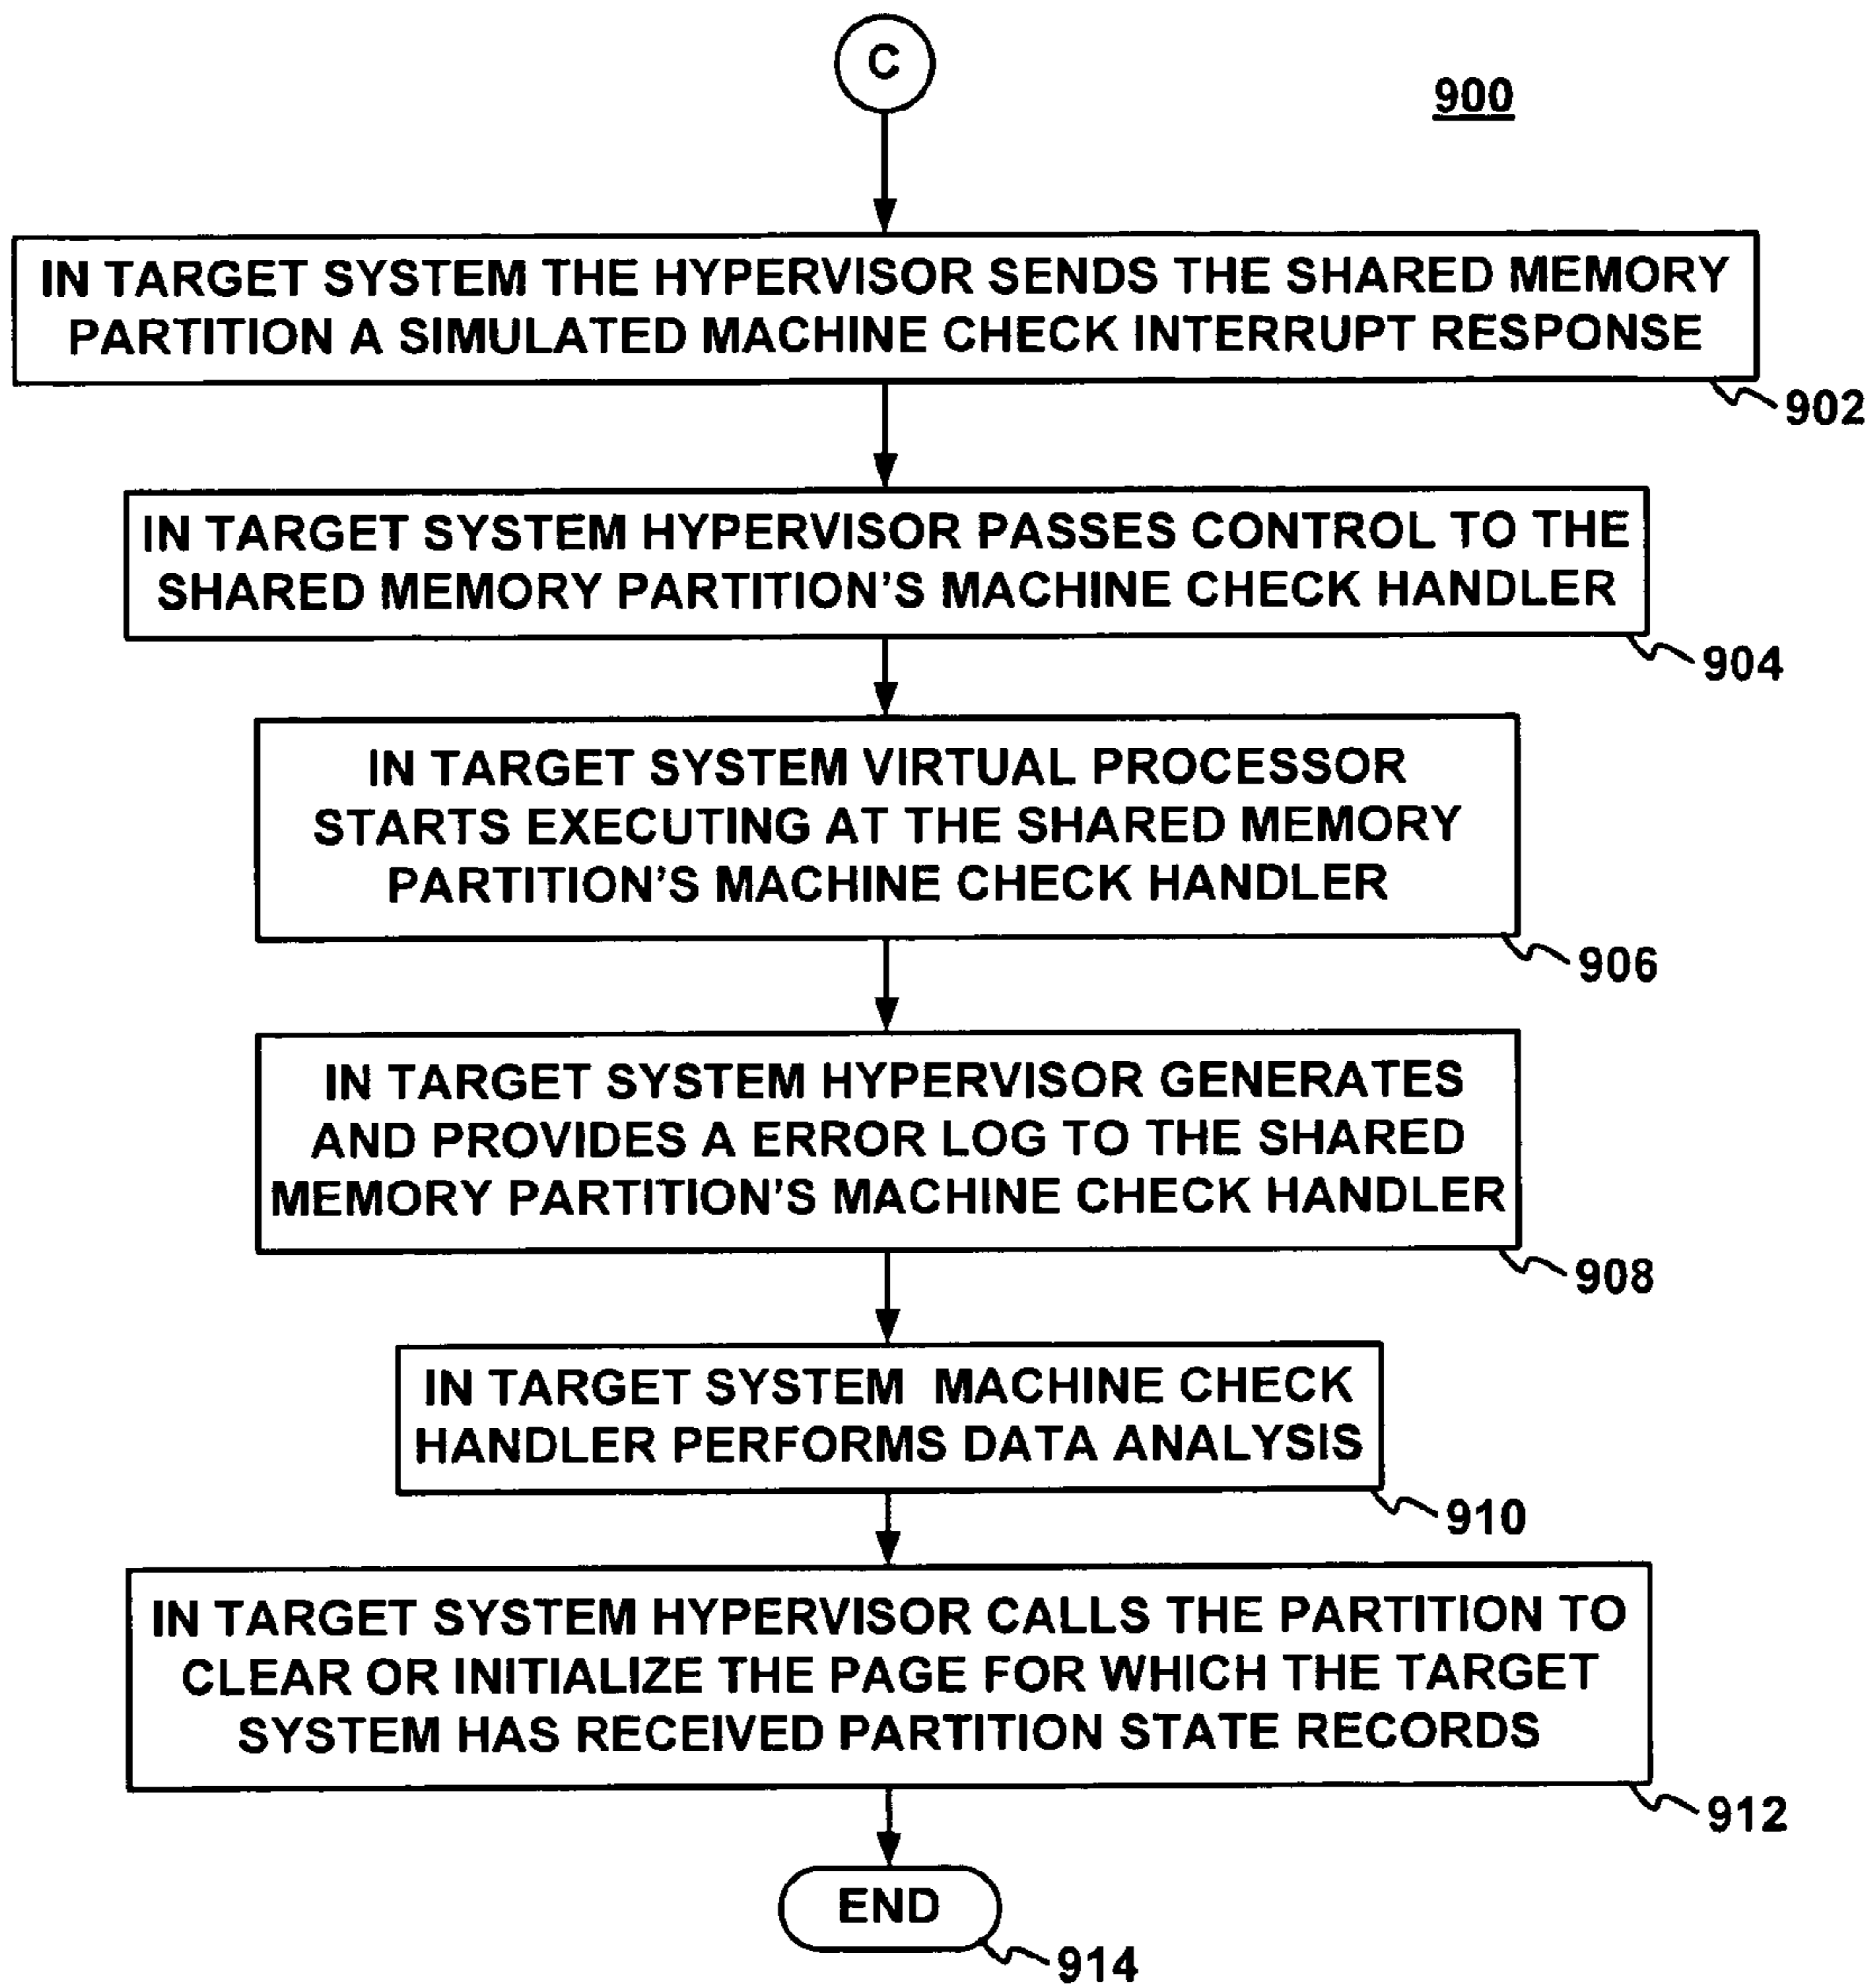 C
900
IN TARGET SYSTEM THE HYPERVISOR SENDS THE SHARED MEMORY
PARTITION A SIMULATED MACHINE CHECK INTERRUPT RESPONSE
902
IN TARGET SYSTEM HYPERVISOR PASSES CONTROL TO THE
SHARED MEMORY PARTITION'S MACHINE CHECK HANDLER
904
IN TARGET SYSTEM VIRTUAL PROCESSOR
STARTS EXECUTING AT THE SHARED MEMORY
PARTITION'S MACHINE CHECK HANDLER
906
IN TARGET SYSTEM HYPERVISOR GENERATES
AND PROVIDES A ERROR LOG TO THE SHARED
MEMORY PARTITION'S MACHINE CHECK HANDLER
908
IN TARGET SYSTEM MACHINE CHECK
HANDLER PERFORMS DATA ANALYSIS
910
IN TARGET SYSTEM HYPERVISOR CALLS THE PARTITION TO
CLEAR OR INITIALIZE THE PAGE FOR WHICH THE TARGET
SYSTEM HAS RECEIVED PARTITION STATE RECORDS
912
END
914